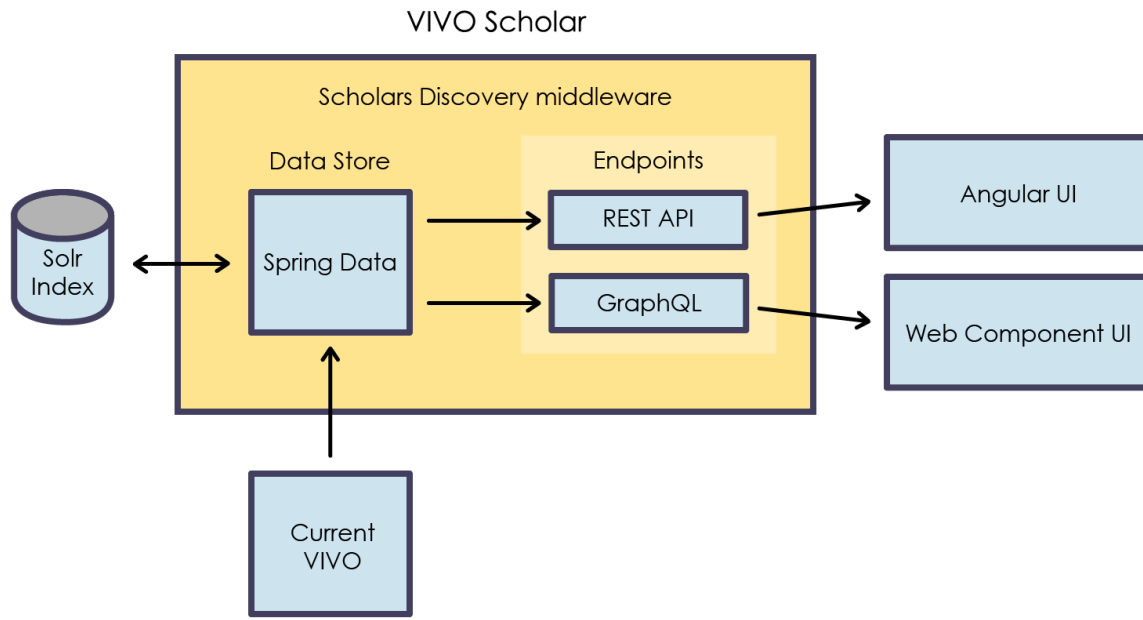 VIVO Scholar
Scholars Discovery middleware
Data Store
Endpoints
Solr
Index
Spring Data
REST API
GraphQL
Angular UI
Web Component UI
Current
VIVO